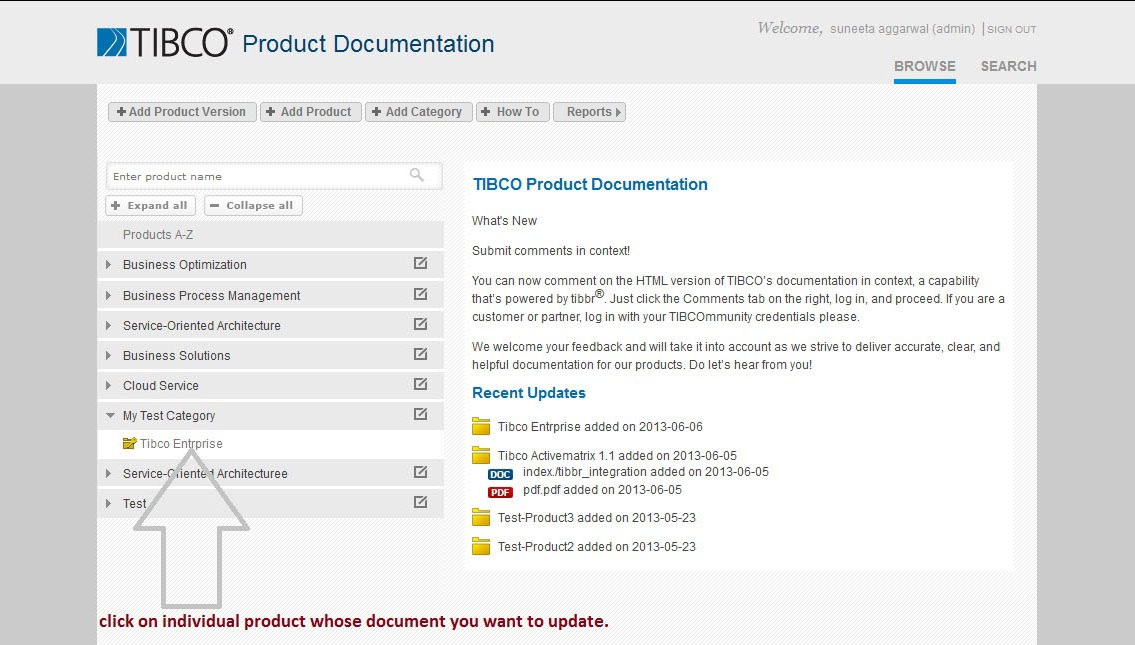 TIBCO® Product Documentation
Welcome, suneeta aggarwal (admin) | SIGN OUT
BROWSE SEARCH
Add Product Version Add Product Add Category How To Reports
Enter product name
Expand all Collapse all
Products A-Z
Business Optimization
Business Process Management
Service-Oriented Architecture
Business Solutions
Cloud Service
My Test Category
Tibco Entrprise
Service-Oriented Architecturee
Test
TIBCO Product Documentation
What's New
Submit comments in context!
You can now comment on the HTML version of TIBCO's documentation in context, a capability
that's powered by tibbr®. Just click the Comments tab on the right, log in, and proceed. If you are a
customer or partner, log in with your TIBCOmmunity credentials please.
We welcome your feedback and will take it into account as we strive to deliver accurate, clear, and
helpful documentation for our products. Do let's hear from you!
Recent Updates
Tibco Entrprise added on 2013-06-06
Tibco Activematrix 1.1 added on 2013-06-05
DOC index./tibbr_integration added on 2013-06-05
PDF pdf.pdf added on 2013-06-05
Test-Product3 added on 2013-05-23
Test-Product2 added on 2013-05-23
click on individual product whose document you want to update.